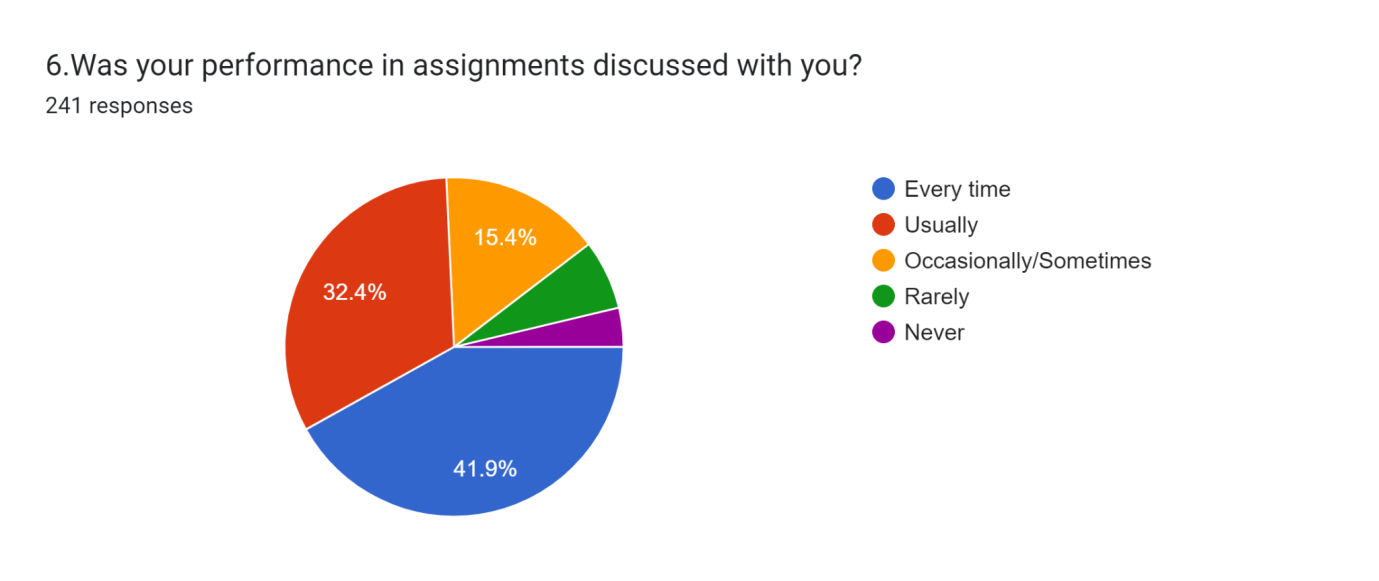 6.Was your performance in assignments discussed with you?
241 responses
15.4%
32.4%
41.9%
Every time
Usually
Occasionally/Sometimes
Rarely
Never